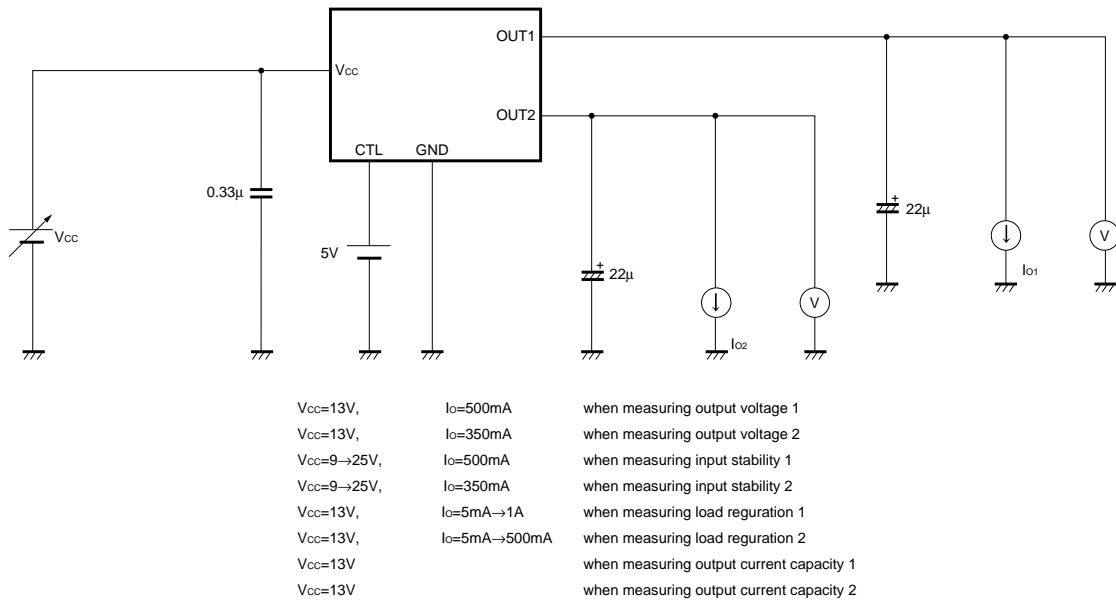 OUT1
VCC
OUT2
CTL GND
0.33μ
+
22μ
VCC
5V
V
+
22μ
IO1
V
IO2
VCC=13V, IO=500mA when measuring output voltage 1
VCC=13V, IO=350mA when measuring output voltage 2
VCC=9→25V, IO=500mA when measuring input stability 1
VCC=9→25V, IO=350mA when measuring input stability 2
VCC=13V, IO=5mA→1A when measuring load reguration 1
VCC=13V, IO=5mA→500mA when measuring load reguration 2
VCC=13V when measuring output current capacity 1
VCC=13V when measuring output current capacity 2